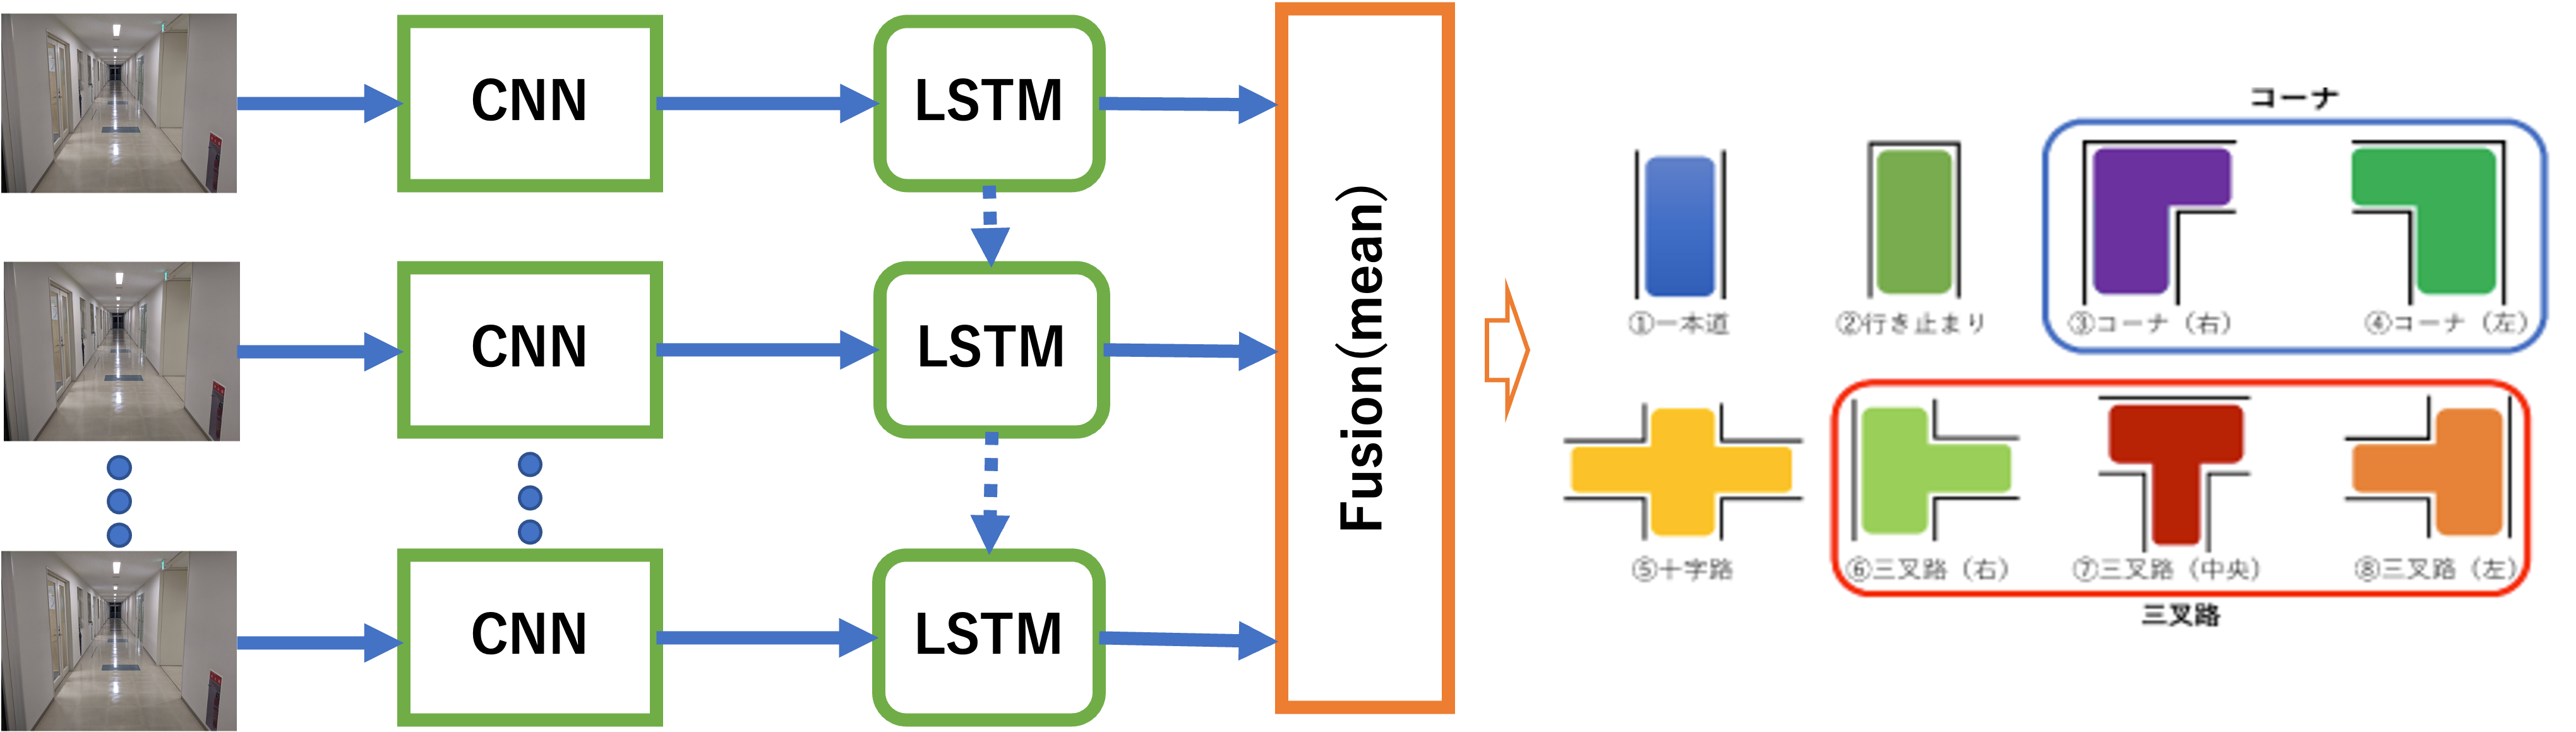 CNN
LSTM
CNN
LSTM
CNN
LSTM
Fusion(mean)
コーナ
①一本道
②行き止まり
③コーナ（右）
④コーナ（左）
⑤十字路
⑥三叉路（右）
⑦三叉路（中央）
⑧三叉路（左）
三叉路